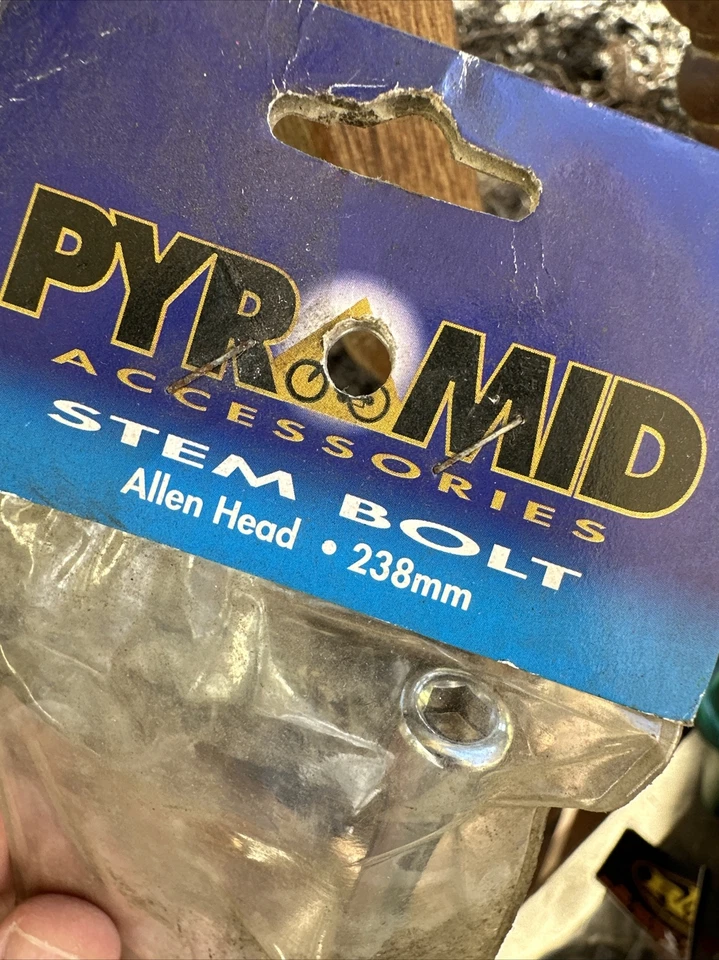 PYRAMID
ACCESSORIES
STEM BOLT
Allen Head • 238mm